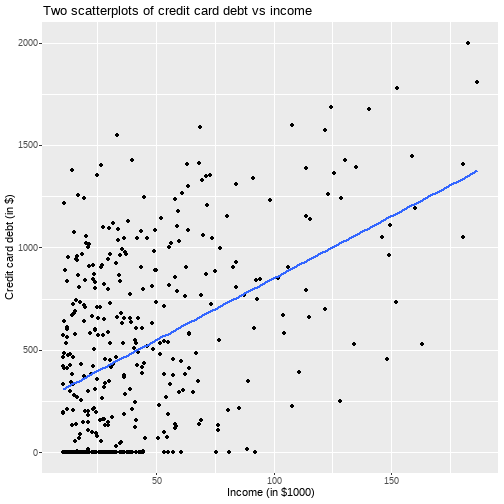 Two scatterplots of credit card debt vs income
2000
1500
1000
500
0
Credit card debt (in $)
50
100
150
Income (in $1000)